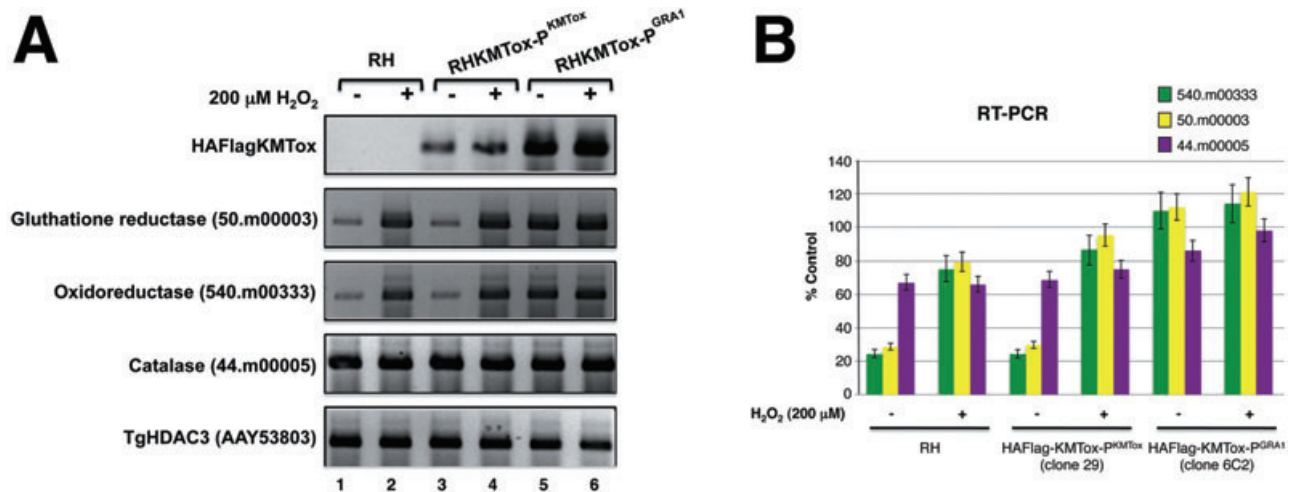 A
RH
RHKMTox-P^KMTox
RHKMTox-P^GRA1
200 µM H₂O₂
- + - + - +
HAFlagKMTox
Gluthatione reductase (50.m00003)
Oxidoreductase (540.m00333)
Catalase (44.m00005)
TgHDAC3 (AAY53803)
1 2 3 4 5 6
B
RT-PCR
540.m00333
50.m00003
44.m00005
% Control
140
120
100
80
60
40
20
0
H₂O₂ (200 µM)
- + - + - +
RH
HAFlag-KMTox-P^KMTox
(clone 29)
HAFlag-KMTox-P^GRA1
(clone 6C2)